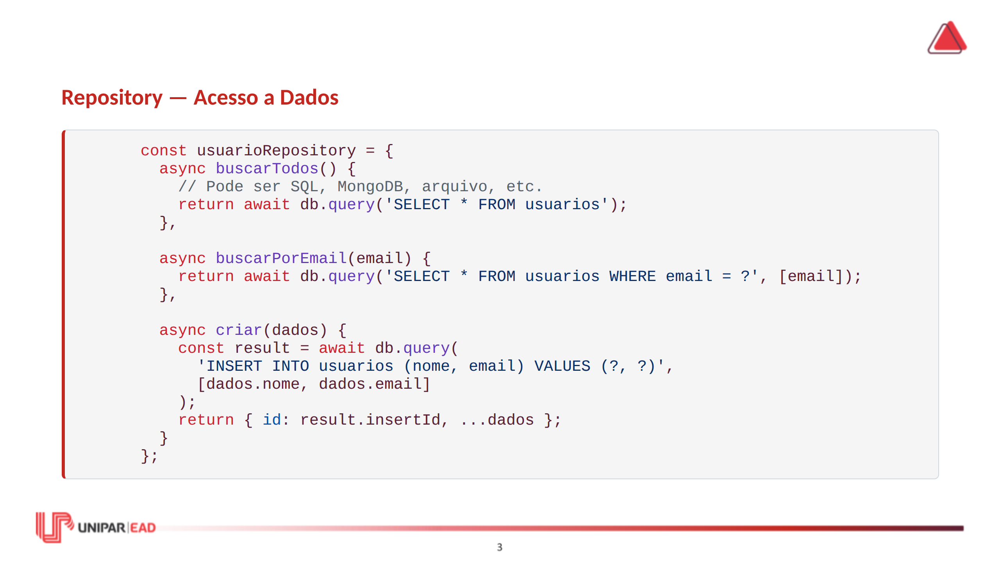 Repository — Acesso a Dados
const usuarioRepository = {
  async buscarTodos() {
    // Pode ser SQL, MongoDB, arquivo, etc.
    return await db.query('SELECT * FROM usuarios');
  },

  async buscarPorEmail(email) {
    return await db.query('SELECT * FROM usuarios WHERE email = ?', [email]);
  },

  async criar(dados) {
    const result = await db.query(
      'INSERT INTO usuarios (nome, email) VALUES (?, ?)',
      [dados.nome, dados.email]
    );
    return { id: result.insertId, ...dados };
  }
};
UNIPAR|EAD
3